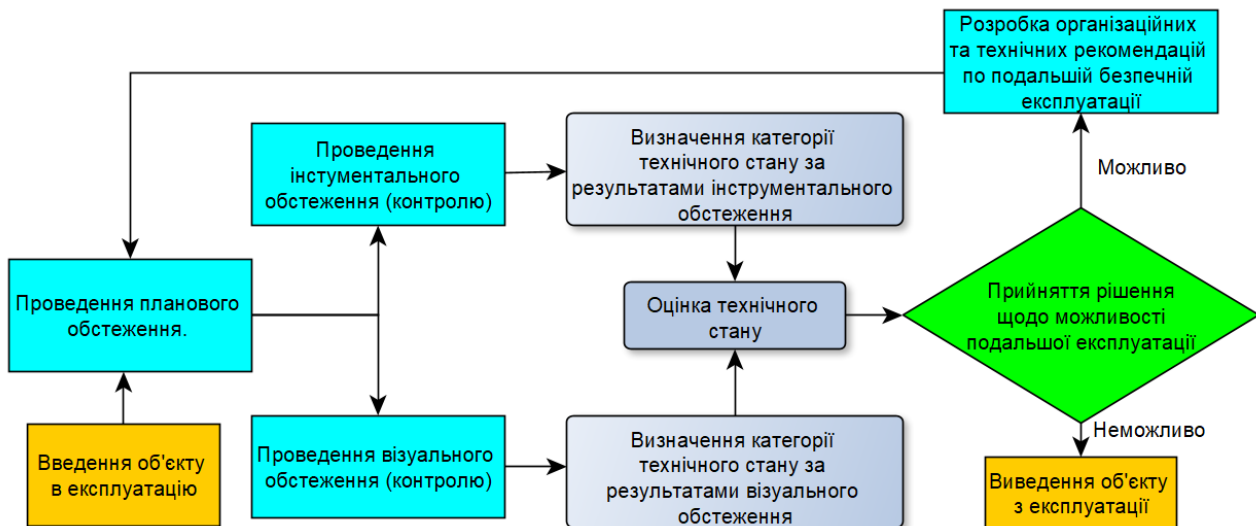 Розробка організаційних
та технічних рекомендацій
по подальшій безпечній
експлуатації
Проведення
інстументального
обстеження (контролю)
Визначення категорії
технічного стану за
результатами інструментального
обстеження
Можливо
Проведення планового
обстеження.
Оцінка технічного
стану
Прийняття рішення
щодо можливості
подальшої експлуатації
Введення об'єкту
в експлуатацію
Проведення візуального
обстеження (контролю)
Визначення категорії
технічного стану за
результатами візуального
обстеження
Неможливо
Виведення об'єкту
з експлуатації